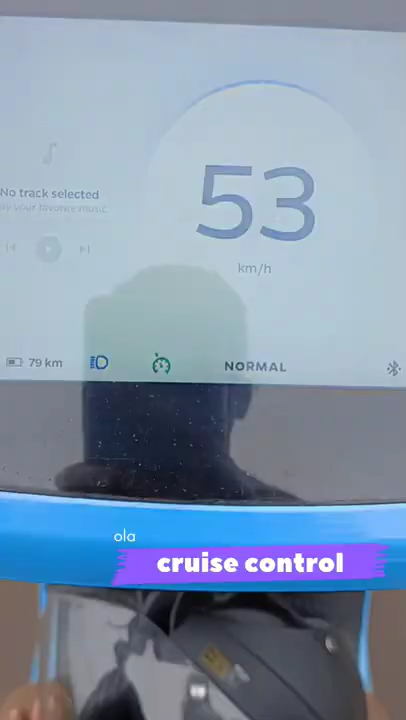 53
No track selected
Play your favorite music.
km/h
79 km
NORMAL
ola
cruise control